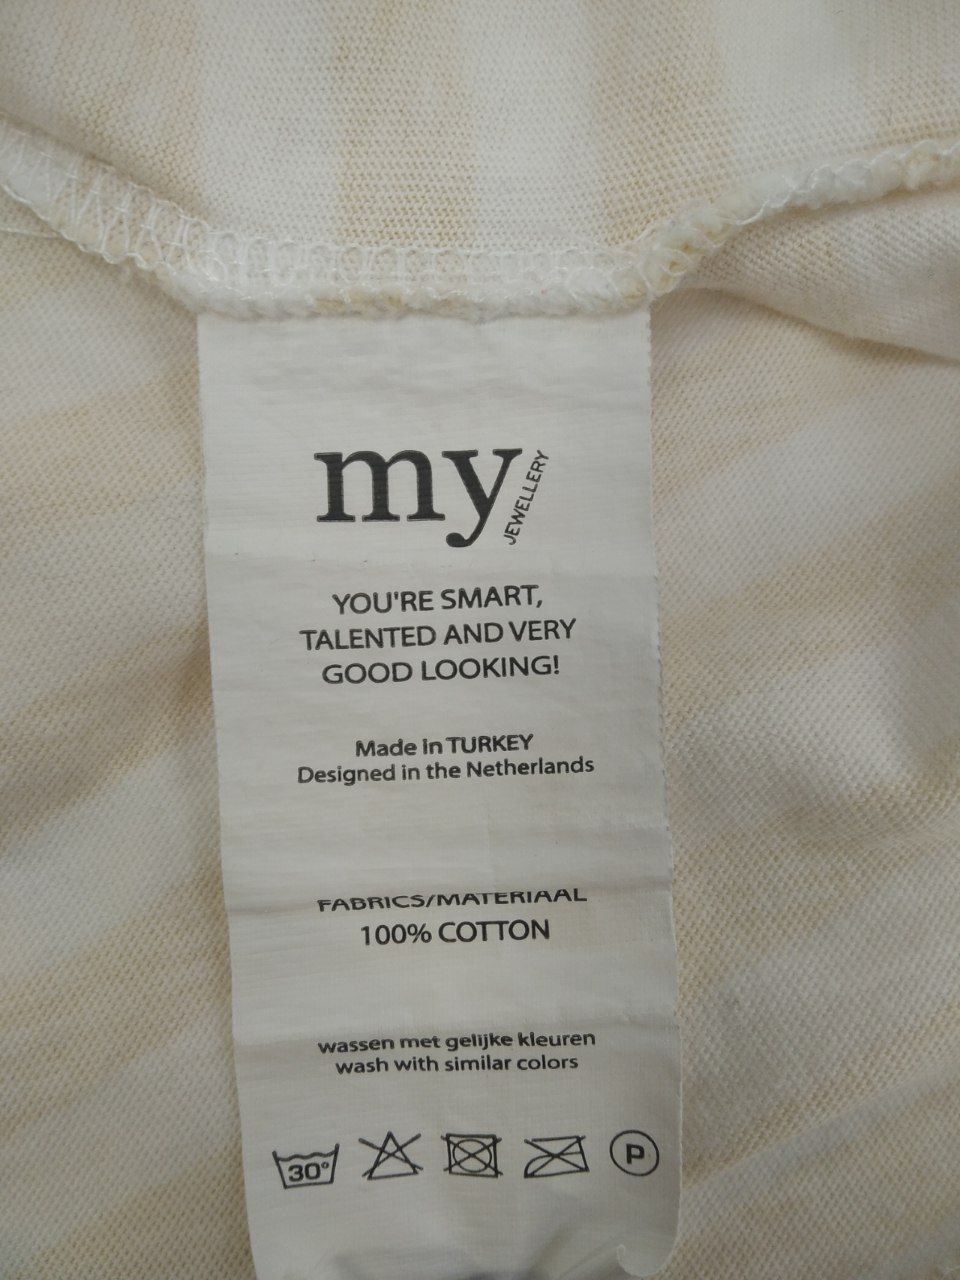 my
JEWELLERY
YOU'RE SMART,
TALENTED AND VERY
GOOD LOOKING!
Made in TURKEY
Designed in the Netherlands
FABRICS/MATERIAAL
100% COTTON
wassen met gelijke kleuren
wash with similar colors
30° P